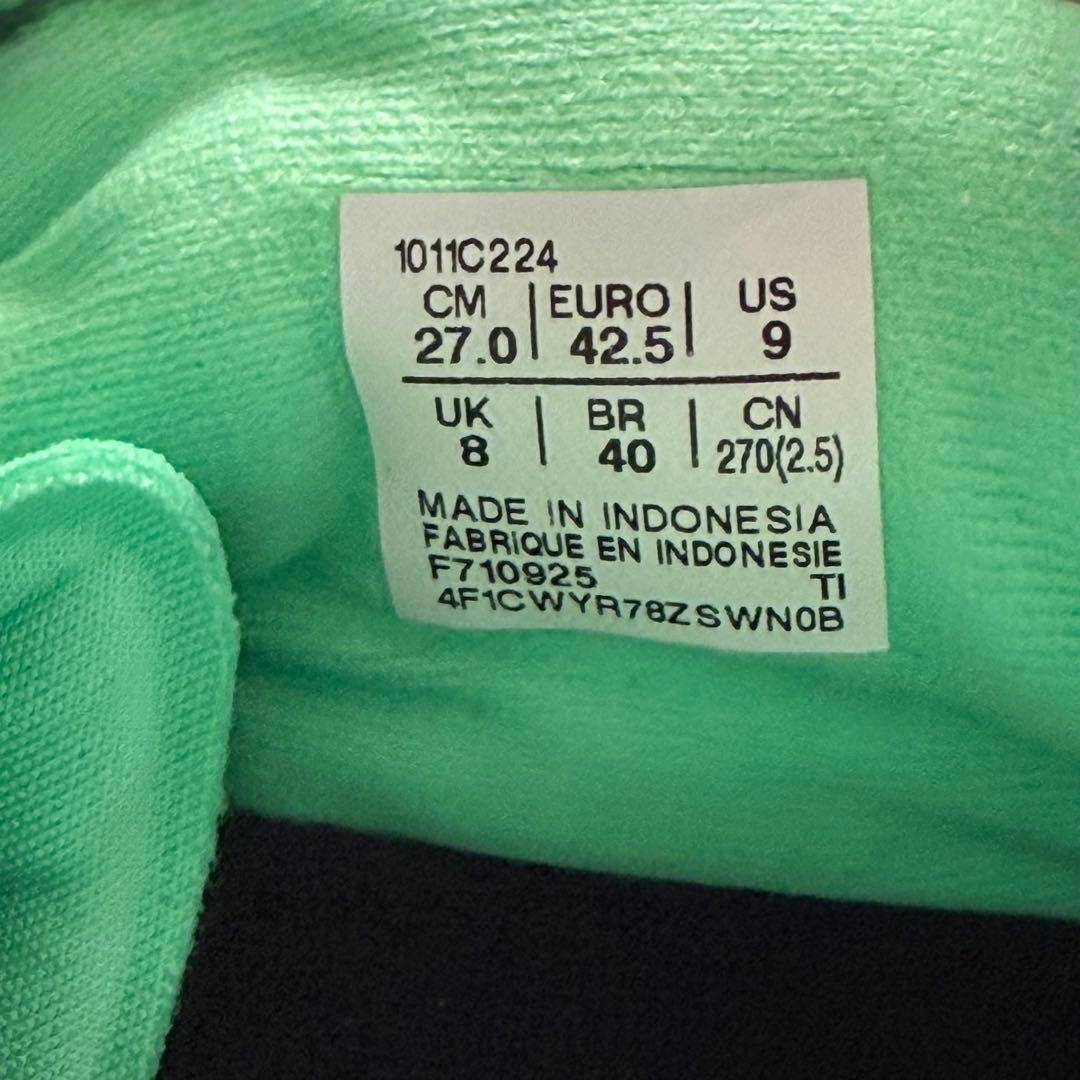 1011C224
CM | EURO | US
27.0 | 42.5 | 9
UK | BR | CN
8 | 40 | 270(2.5)
MADE IN INDONESIA
FABRIQUE EN INDONESIE
F710925 TI
4F1CWYR78ZSWN0B